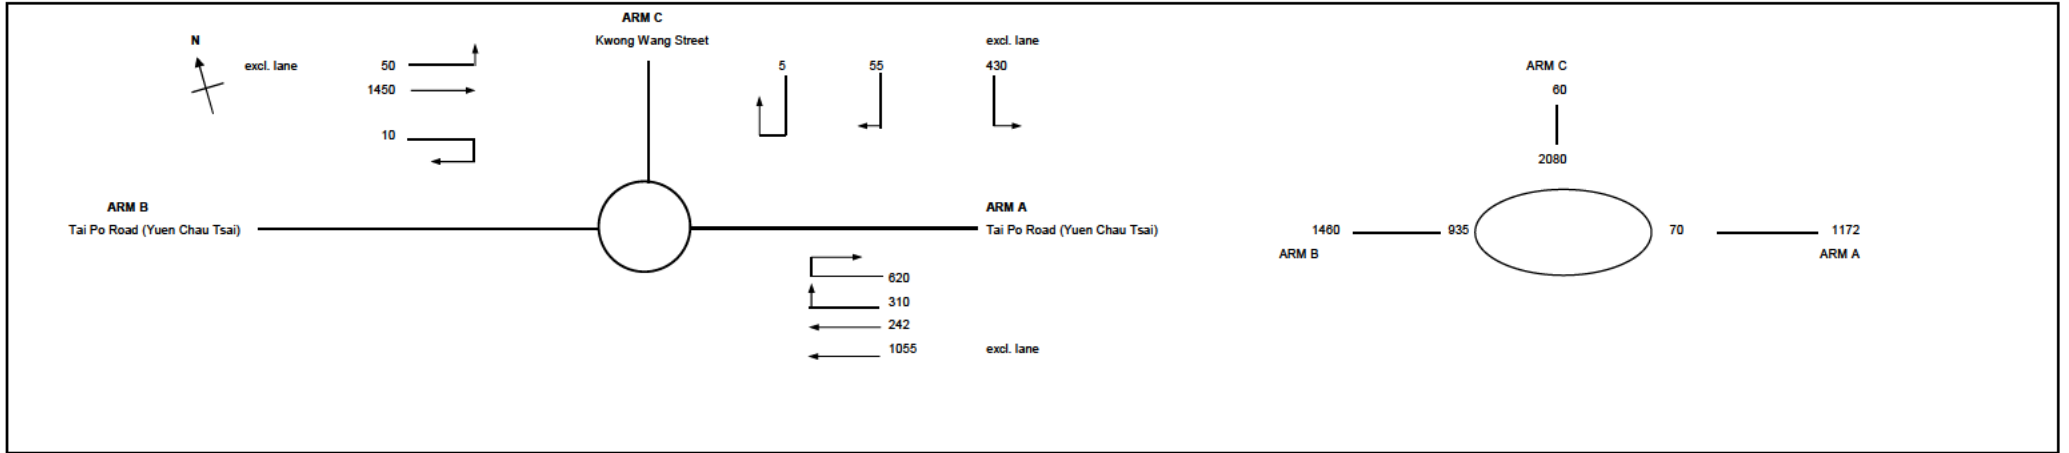 ARM C
N
Kwong Wang Street
excl. lane
excl. lane 50
5 55 430
ARM C
1450
60
10
2080
ARM B
ARM A
Tai Po Road (Yuen Chau Tsai)
Tai Po Road (Yuen Chau Tsai)
1460 935 70 1172
ARM B
ARM A
620
310
242
1055 excl. lane